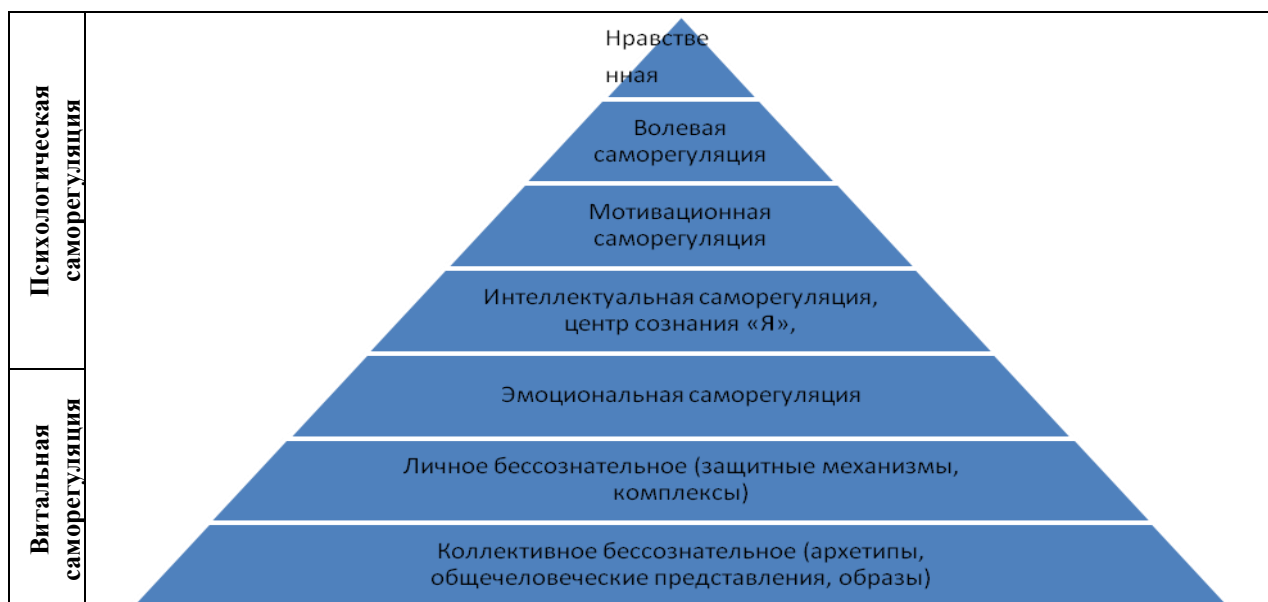 Психологическая
саморегуляция
Нравстве
нная
Волевая
саморегуляция
Мотивационная
саморегуляция
Интеллектуальная саморегуляция,
центр сознания «Я»,
Витальная
саморегуляция
Эмоциональная саморегуляция
Личное бессознательное (защитные механизмы,
комплексы)
Коллективное бессознательное (архетипы,
общечеловеческие представления, образы)